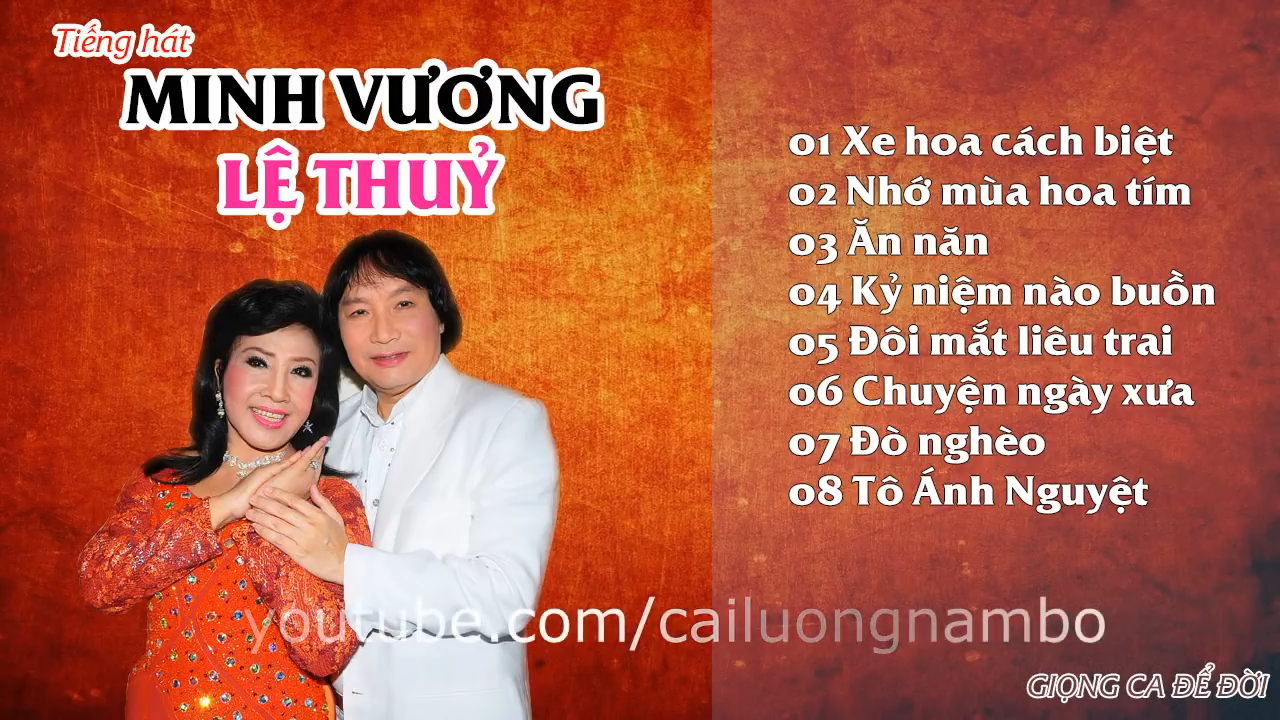 Tiếng hát
MINH VƯƠNG
LỆ THUỶ
01 Xe hoa cách biệt
02 Nhớ mùa hoa tím
03 Ăn năn
04 Kỷ niệm nào buồn
05 Đôi mắt liêu trai
06 Chuyện ngày xưa
07 Đò nghèo
08 Tô Ánh Nguyệt
youtube.com/cailuongnambo
GIỌNG CA ĐỂ ĐỜI